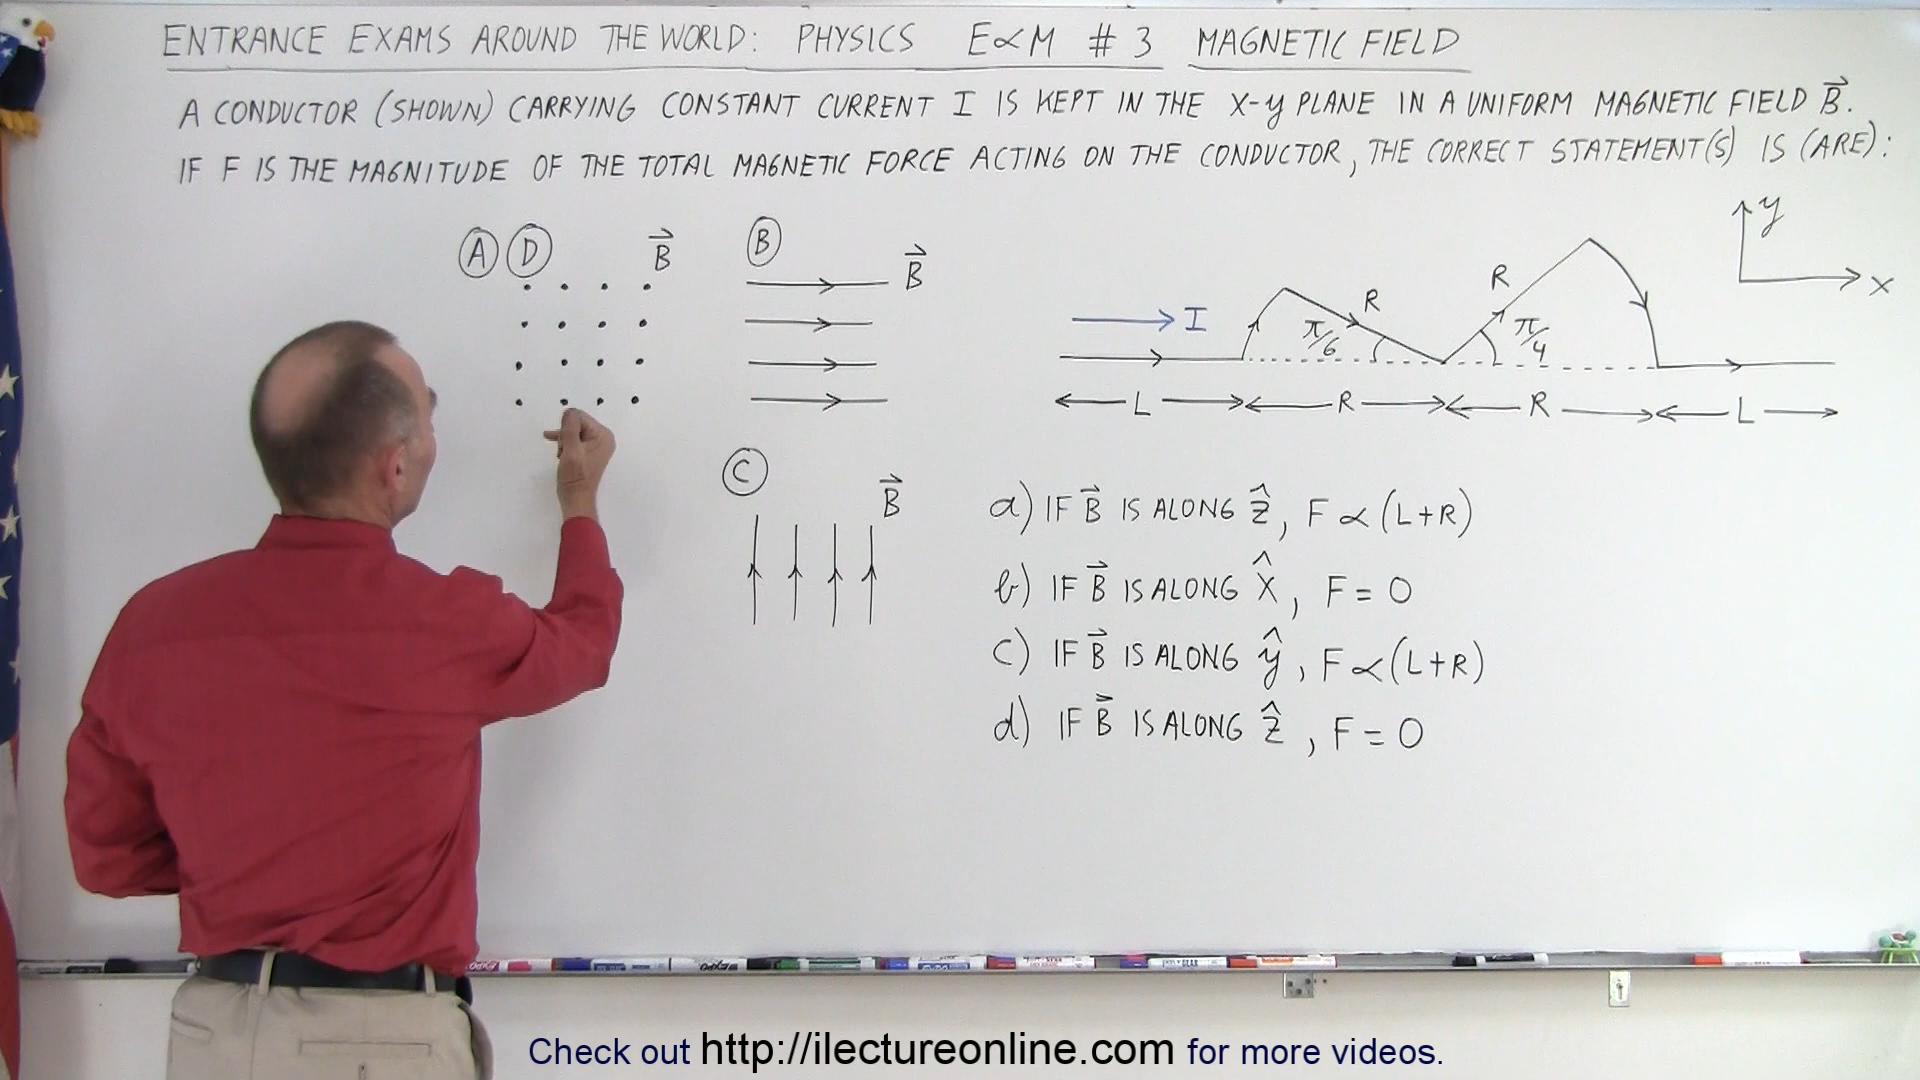 ENTRANCE EXAMS AROUND THE WORLD: PHYSICS E∝M # 3 MAGNETIC FIELD
A CONDUCTOR (SHOWN) CARRYING CONSTANT CURRENT I IS KEPT IN THE X-y PLANE IN A UNIFORM MAGNETIC FIELD B⃗.
IF F IS THE MAGNITUDE OF THE TOTAL MAGNETIC FORCE ACTING ON THE CONDUCTOR, THE CORRECT STATEMENT(S) IS (ARE):
A D B⃗
B B⃗
C B⃗
y
x
I
R R
π/6 π/4
L R R L
a) IF B⃗ IS ALONG ẑ, F ∝ (L+R)
b) IF B⃗ IS ALONG x̂, F = 0
c) IF B⃗ IS ALONG ŷ, F ∝ (L+R)
d) IF B⃗ IS ALONG ẑ, F = 0
Check out http://ilectureonline.com for more videos.